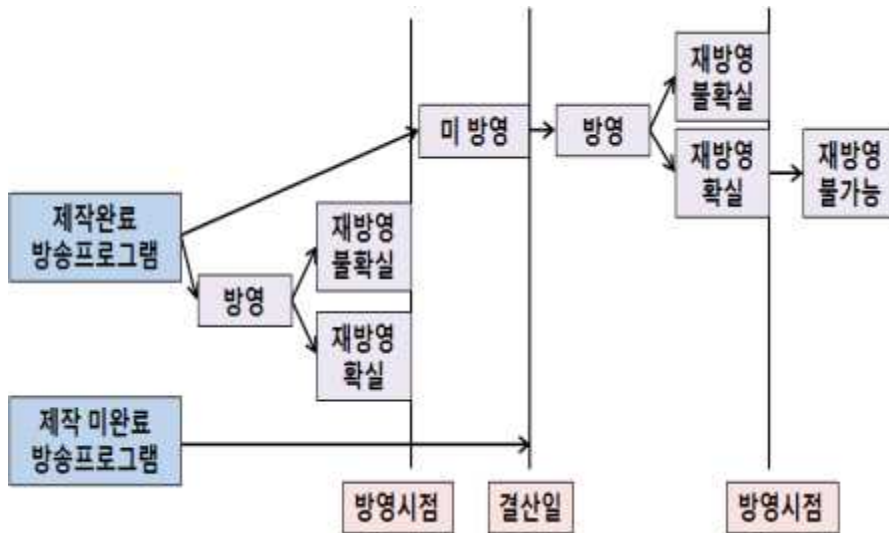 재방영
불확실
미 방영
방영
재방영
확실
재방영
불가능
제작완료
방송프로그램
재방영
불확실
방영
재방영
확실
제작 미완료
방송프로그램
방영시점
결산일
방영시점